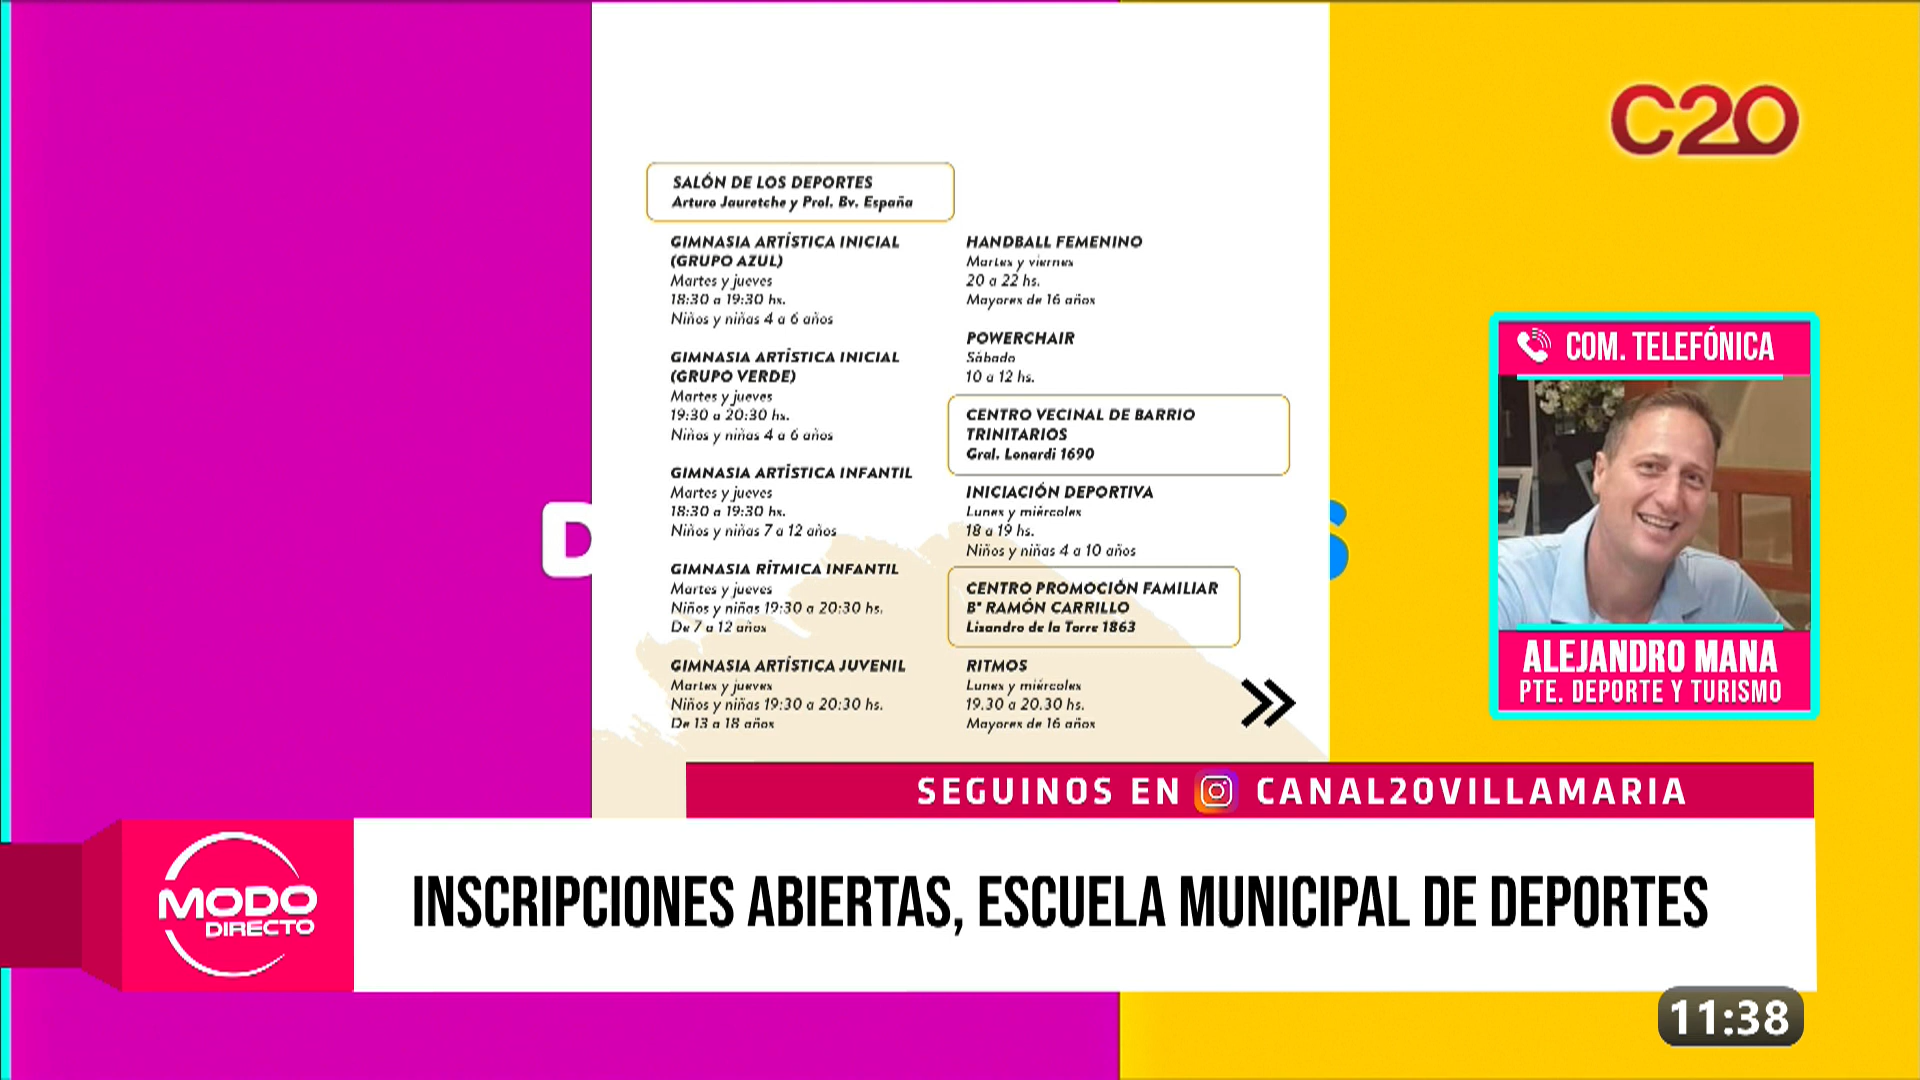 C20
SALÓN DE LOS DEPORTES
Arturo Jauretche y Prol. Bv. España
GIMNASIA ARTÍSTICA INICIAL
(GRUPO AZUL)
Martes y jueves
18:30 a 19:30 hs.
Niños y niñas 4 a 6 años
GIMNASIA ARTÍSTICA INICIAL
(GRUPO VERDE)
Martes y jueves
19:30 a 20:30 hs.
Niños y niñas 4 a 6 años
GIMNASIA ARTÍSTICA INFANTIL
Martes y jueves
18:30 a 19:30 hs.
Niños y niñas 7 a 12 años
GIMNASIA RÍTMICA INFANTIL
Martes y jueves
Niños y niñas 19:30 a 20:30 hs.
De 7 a 12 años
GIMNASIA ARTÍSTICA JUVENIL
Martes y jueves
Niños y niñas 19:30 a 20:30 hs.
De 13 a 18 años
HANDBALL FEMENINO
Martes y viernes
20 a 22 hs.
Mayores de 16 años
POWERCHAIR
Sábado
10 a 12 hs.
CENTRO VECINAL DE BARRIO
TRINITARIOS
Gral. Lonardi 1690
INICIACIÓN DEPORTIVA
Lunes y miércoles
18 a 19 hs.
Niños y niñas 4 a 10 años
CENTRO PROMOCIÓN FAMILIAR
B° RAMÓN CARRILLO
Lisandro de la Torre 1863
RITMOS
Lunes y miércoles
19.30 a 20.30 hs.
Mayores de 16 años
D
S
COM. TELEFÓNICA
ALEJANDRO MANA
PTE. DEPORTE Y TURISMO
SEGUINOS EN CANAL20VILLAMARIA
MODO
DIRECTO
INSCRIPCIONES ABIERTAS, ESCUELA MUNICIPAL DE DEPORTES
11:38